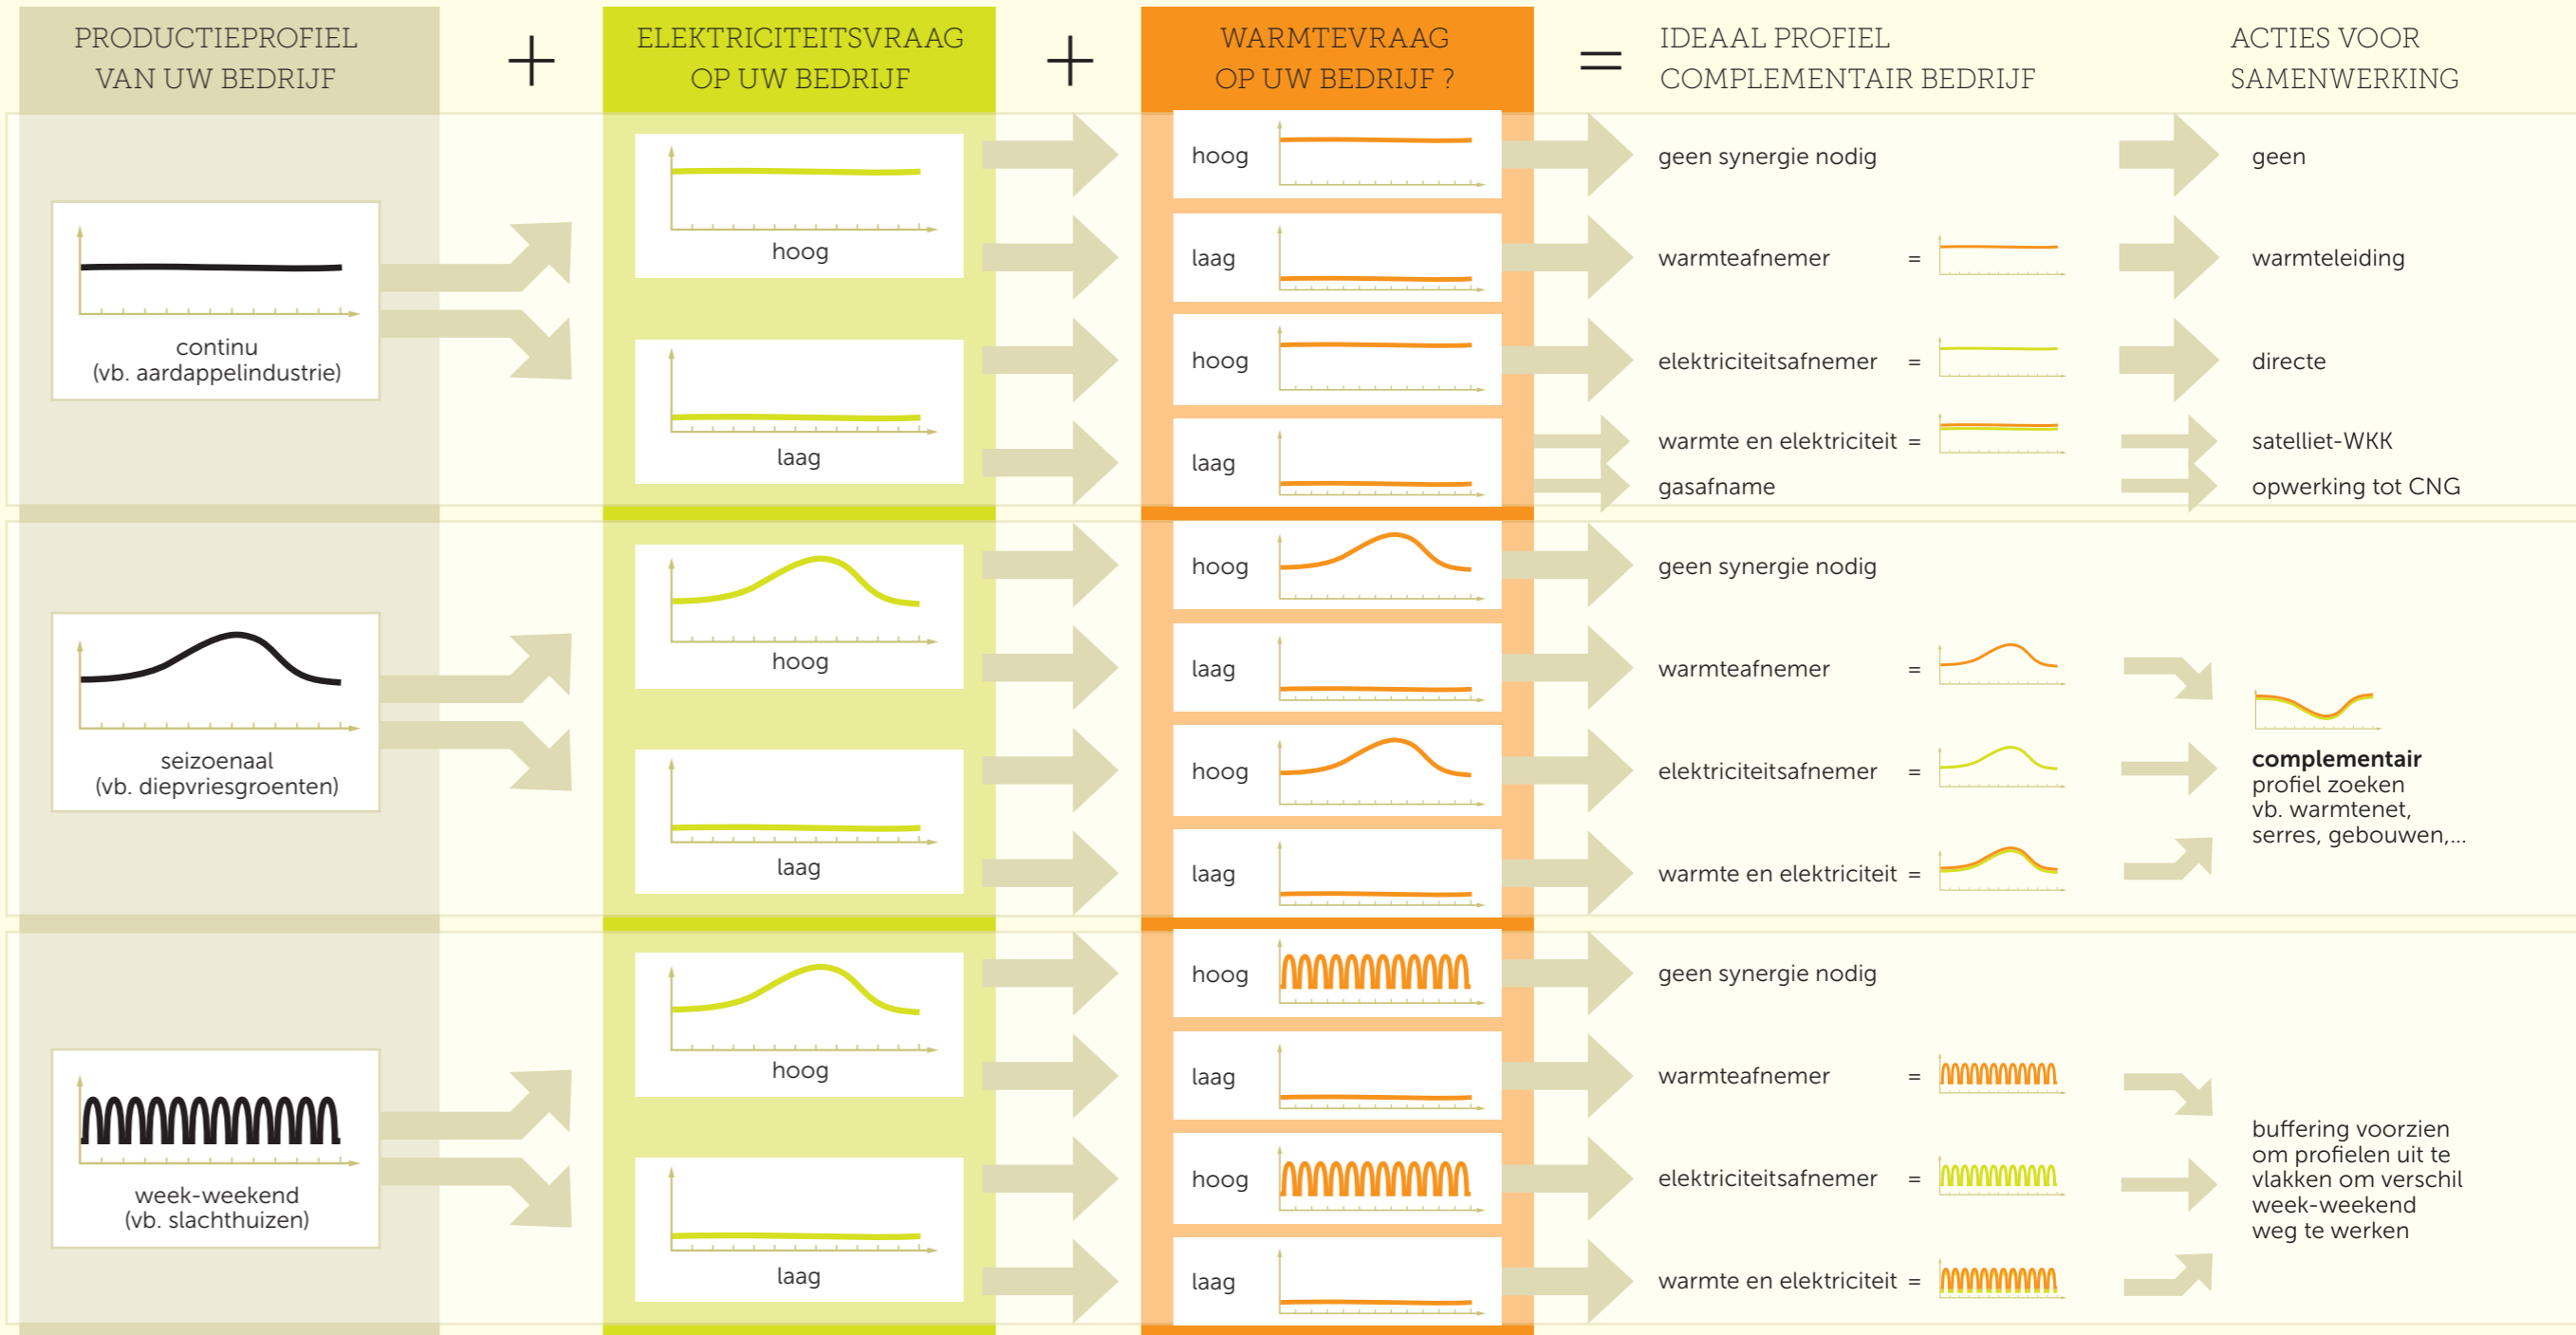 PRODUCTIEPROFIEL
VAN UW BEDRIJF
+
ELEKTRICITEITSVRAAG
OP UW BEDRIJF
+
WARMTEVRAAG
OP UW BEDRIJF ?
=
IDEAAL PROFIEL
COMPLEMENTAIR BEDRIJF
ACTIES VOOR
SAMENWERKING
continu
(vb. aardappelindustrie)
hoog
laag
hoog
geen synergie nodig
geen
laag
warmteafnemer =
warmteleiding
hoog
elektriciteitsafnemer =
directe
laag
warmte en elektriciteit =
satelliet-WKK
gasafname
opwerking tot CNG
seizoenaal
(vb. diepvriesgroenten)
hoog
laag
hoog
geen synergie nodig
laag
warmteafnemer =
hoog
elektriciteitsafnemer =
laag
warmte en elektriciteit =
complementair
profiel zoeken
vb. warmtenet,
serres, gebouwen,...
week-weekend
(vb. slachthuizen)
hoog
laag
hoog
geen synergie nodig
laag
warmteafnemer =
hoog
elektriciteitsafnemer =
laag
warmte en elektriciteit =
buffering voorzien
om profielen uit te
vlakken om verschil
week-weekend
weg te werken